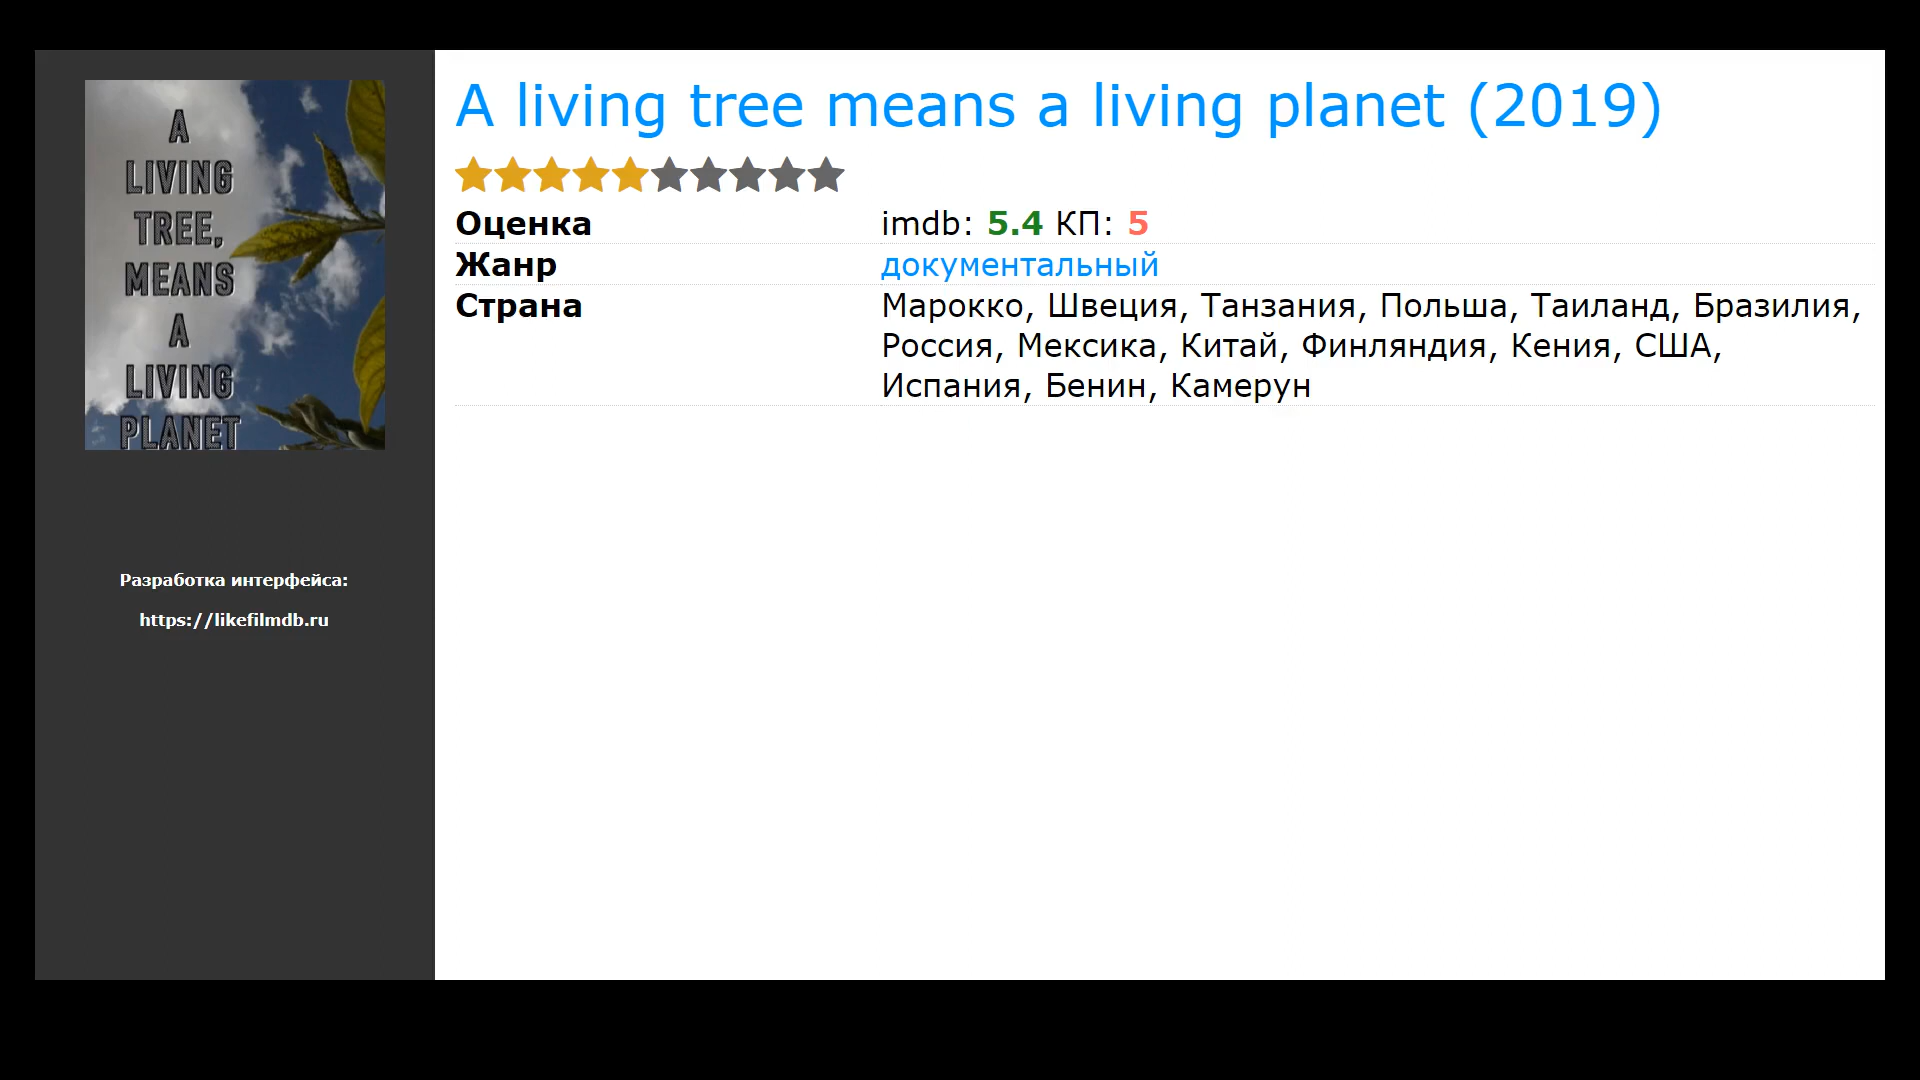 A
LIVING
TREE,
MEANS
A
LIVING
PLANET
Разработка интерфейса:
https://likefilmdb.ru
A living tree means a living planet (2019)
Оценка imdb: 5.4 КП: 5
Жанр документальный
Страна Марокко, Швеция, Танзания, Польша, Таиланд, Бразилия,
Россия, Мексика, Китай, Финляндия, Кения, США,
Испания, Бенин, Камерун